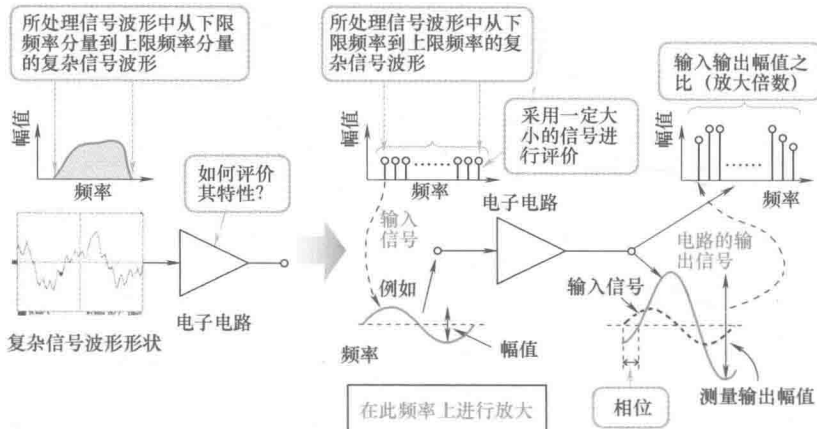 所处理信号波形中从下限
频率分量到上限频率分量
的复杂信号波形
幅值
频率
如何评价
其特性？
复杂信号波形形状
电子电路
所处理信号波形中从下
限频率到上限频率的复
杂信号波形
幅值
频率
采用一定大
小的信号进
行评价
输入输出幅值之
比（放大倍数）
幅值
频率
电子电路
输入
信号
例如
频率
幅值
在此频率上进行放大
电路的输
出信号
输入信号
相位
测量输出幅值